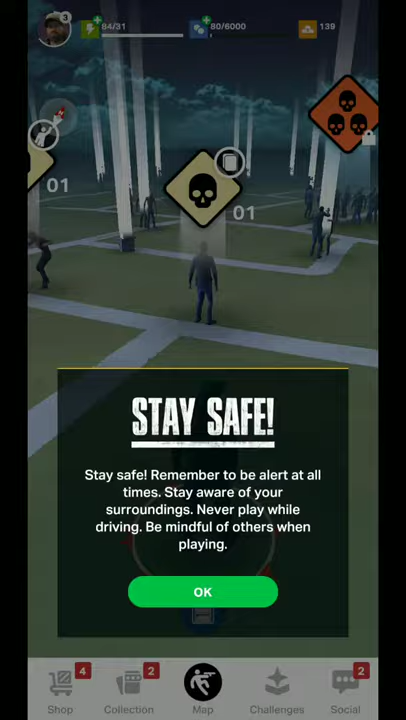 3
84/31
80/6000
139
01
01
STAY SAFE!
Stay safe! Remember to be alert at all
times. Stay aware of your
surroundings. Never play while
driving. Be mindful of others when
playing.
OK
4
2
2
Shop
Collection
Map
Challenges
Social